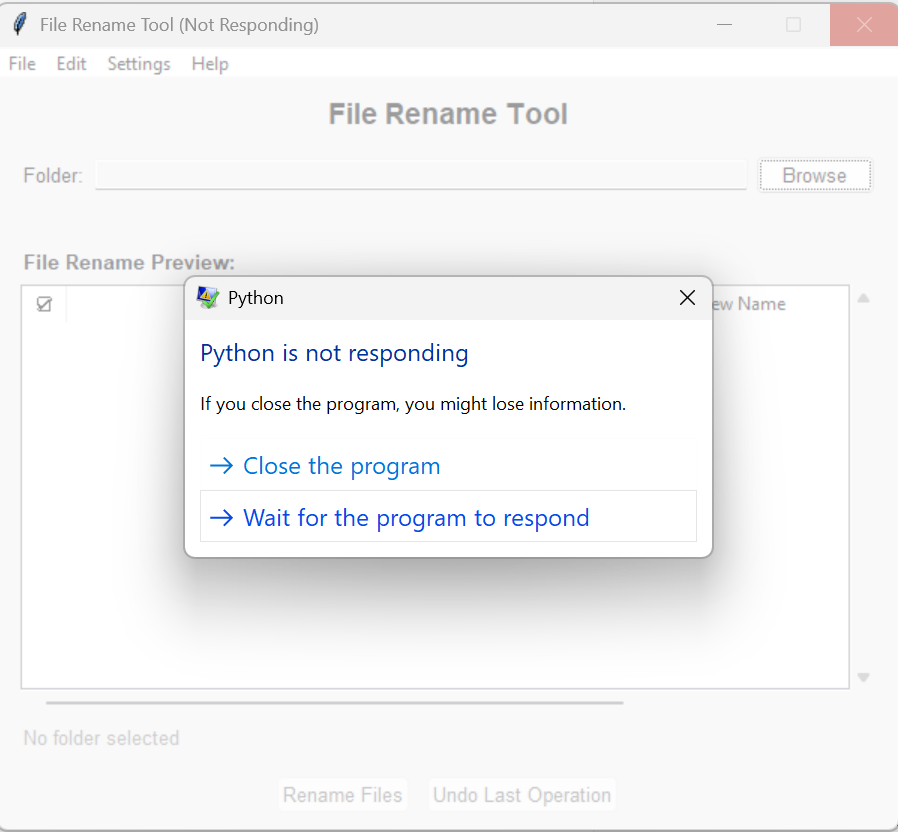 File Rename Tool (Not Responding)
File Edit Settings Help
File Rename Tool
Folder: Browse
File Rename Preview:
ew Name
Python
Python is not responding
If you close the program, you might lose information.
Close the program
Wait for the program to respond
No folder selected
Rename Files Undo Last Operation